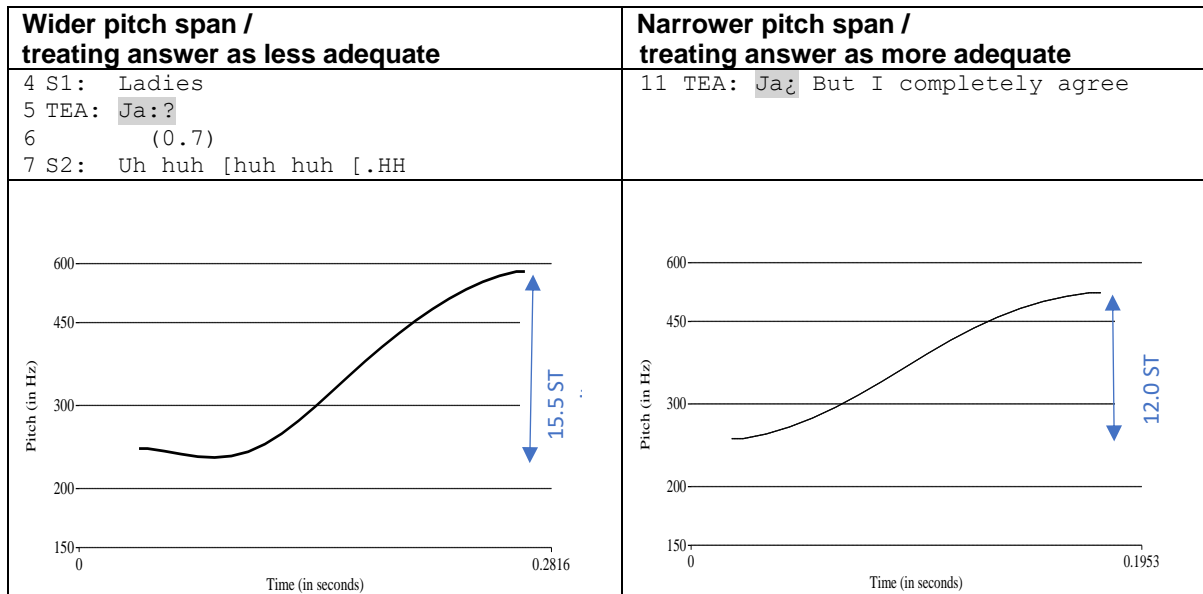 Wider pitch span /
treating answer as less adequate
4 S1: Ladies
5 TEA: Ja:?
6 (0.7)
7 S2: Uh huh [huh huh [.HH
Narrower pitch span /
treating answer as more adequate
11 TEA: Ja¿ But I completely agree
600
450
300
200
150
Pitch (in Hz)
0
0.2816
Time (in seconds)
15.5 ST
600
450
300
200
150
Pitch (in Hz)
0
0.1953
Time (in seconds)
12.0 ST